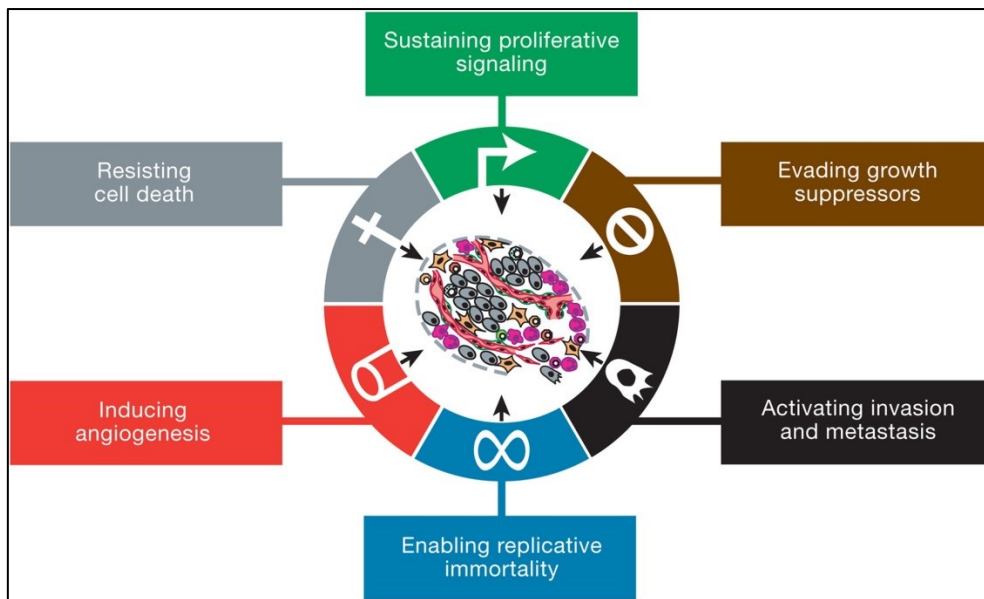 Sustaining proliferative
signaling
Resisting
cell death
Evading growth
suppressors
Inducing
angiogenesis
Activating invasion
and metastasis
Enabling replicative
immortality